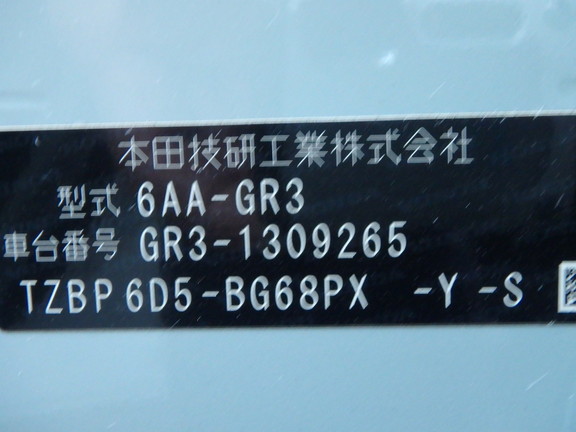 本田技研工業株式会社
型式 6AA-GR3
車台番号 GR3-1309265
TZBP 6D5-BG68PX -Y -S